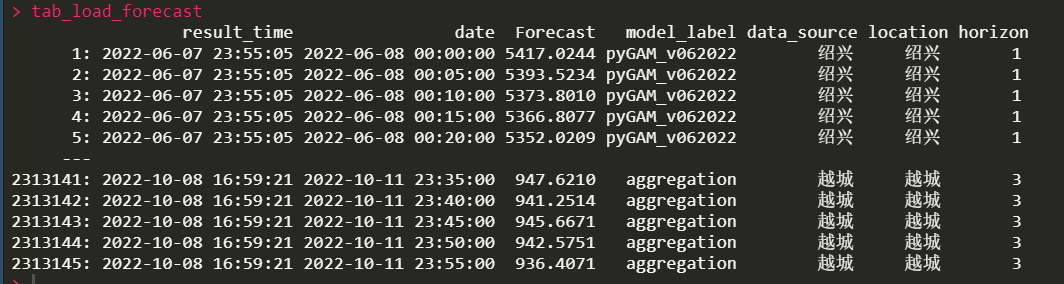 > tab_load_forecast
result_time date Forecast model_label data_source location horizon
1: 2022-06-07 23:55:05 2022-06-08 00:00:00 5417.0244 pyGAM_v062022 绍兴 绍兴 1
2: 2022-06-07 23:55:05 2022-06-08 00:05:00 5393.5234 pyGAM_v062022 绍兴 绍兴 1
3: 2022-06-07 23:55:05 2022-06-08 00:10:00 5373.8010 pyGAM_v062022 绍兴 绍兴 1
4: 2022-06-07 23:55:05 2022-06-08 00:15:00 5366.8077 pyGAM_v062022 绍兴 绍兴 1
5: 2022-06-07 23:55:05 2022-06-08 00:20:00 5352.0209 pyGAM_v062022 绍兴 绍兴 1
---
2313141: 2022-10-08 16:59:21 2022-10-11 23:35:00 947.6210 aggregation 越城 越城 3
2313142: 2022-10-08 16:59:21 2022-10-11 23:40:00 941.2514 aggregation 越城 越城 3
2313143: 2022-10-08 16:59:21 2022-10-11 23:45:00 945.6671 aggregation 越城 越城 3
2313144: 2022-10-08 16:59:21 2022-10-11 23:50:00 942.5751 aggregation 越城 越城 3
2313145: 2022-10-08 16:59:21 2022-10-11 23:55:00 936.4071 aggregation 越城 越城 3
>